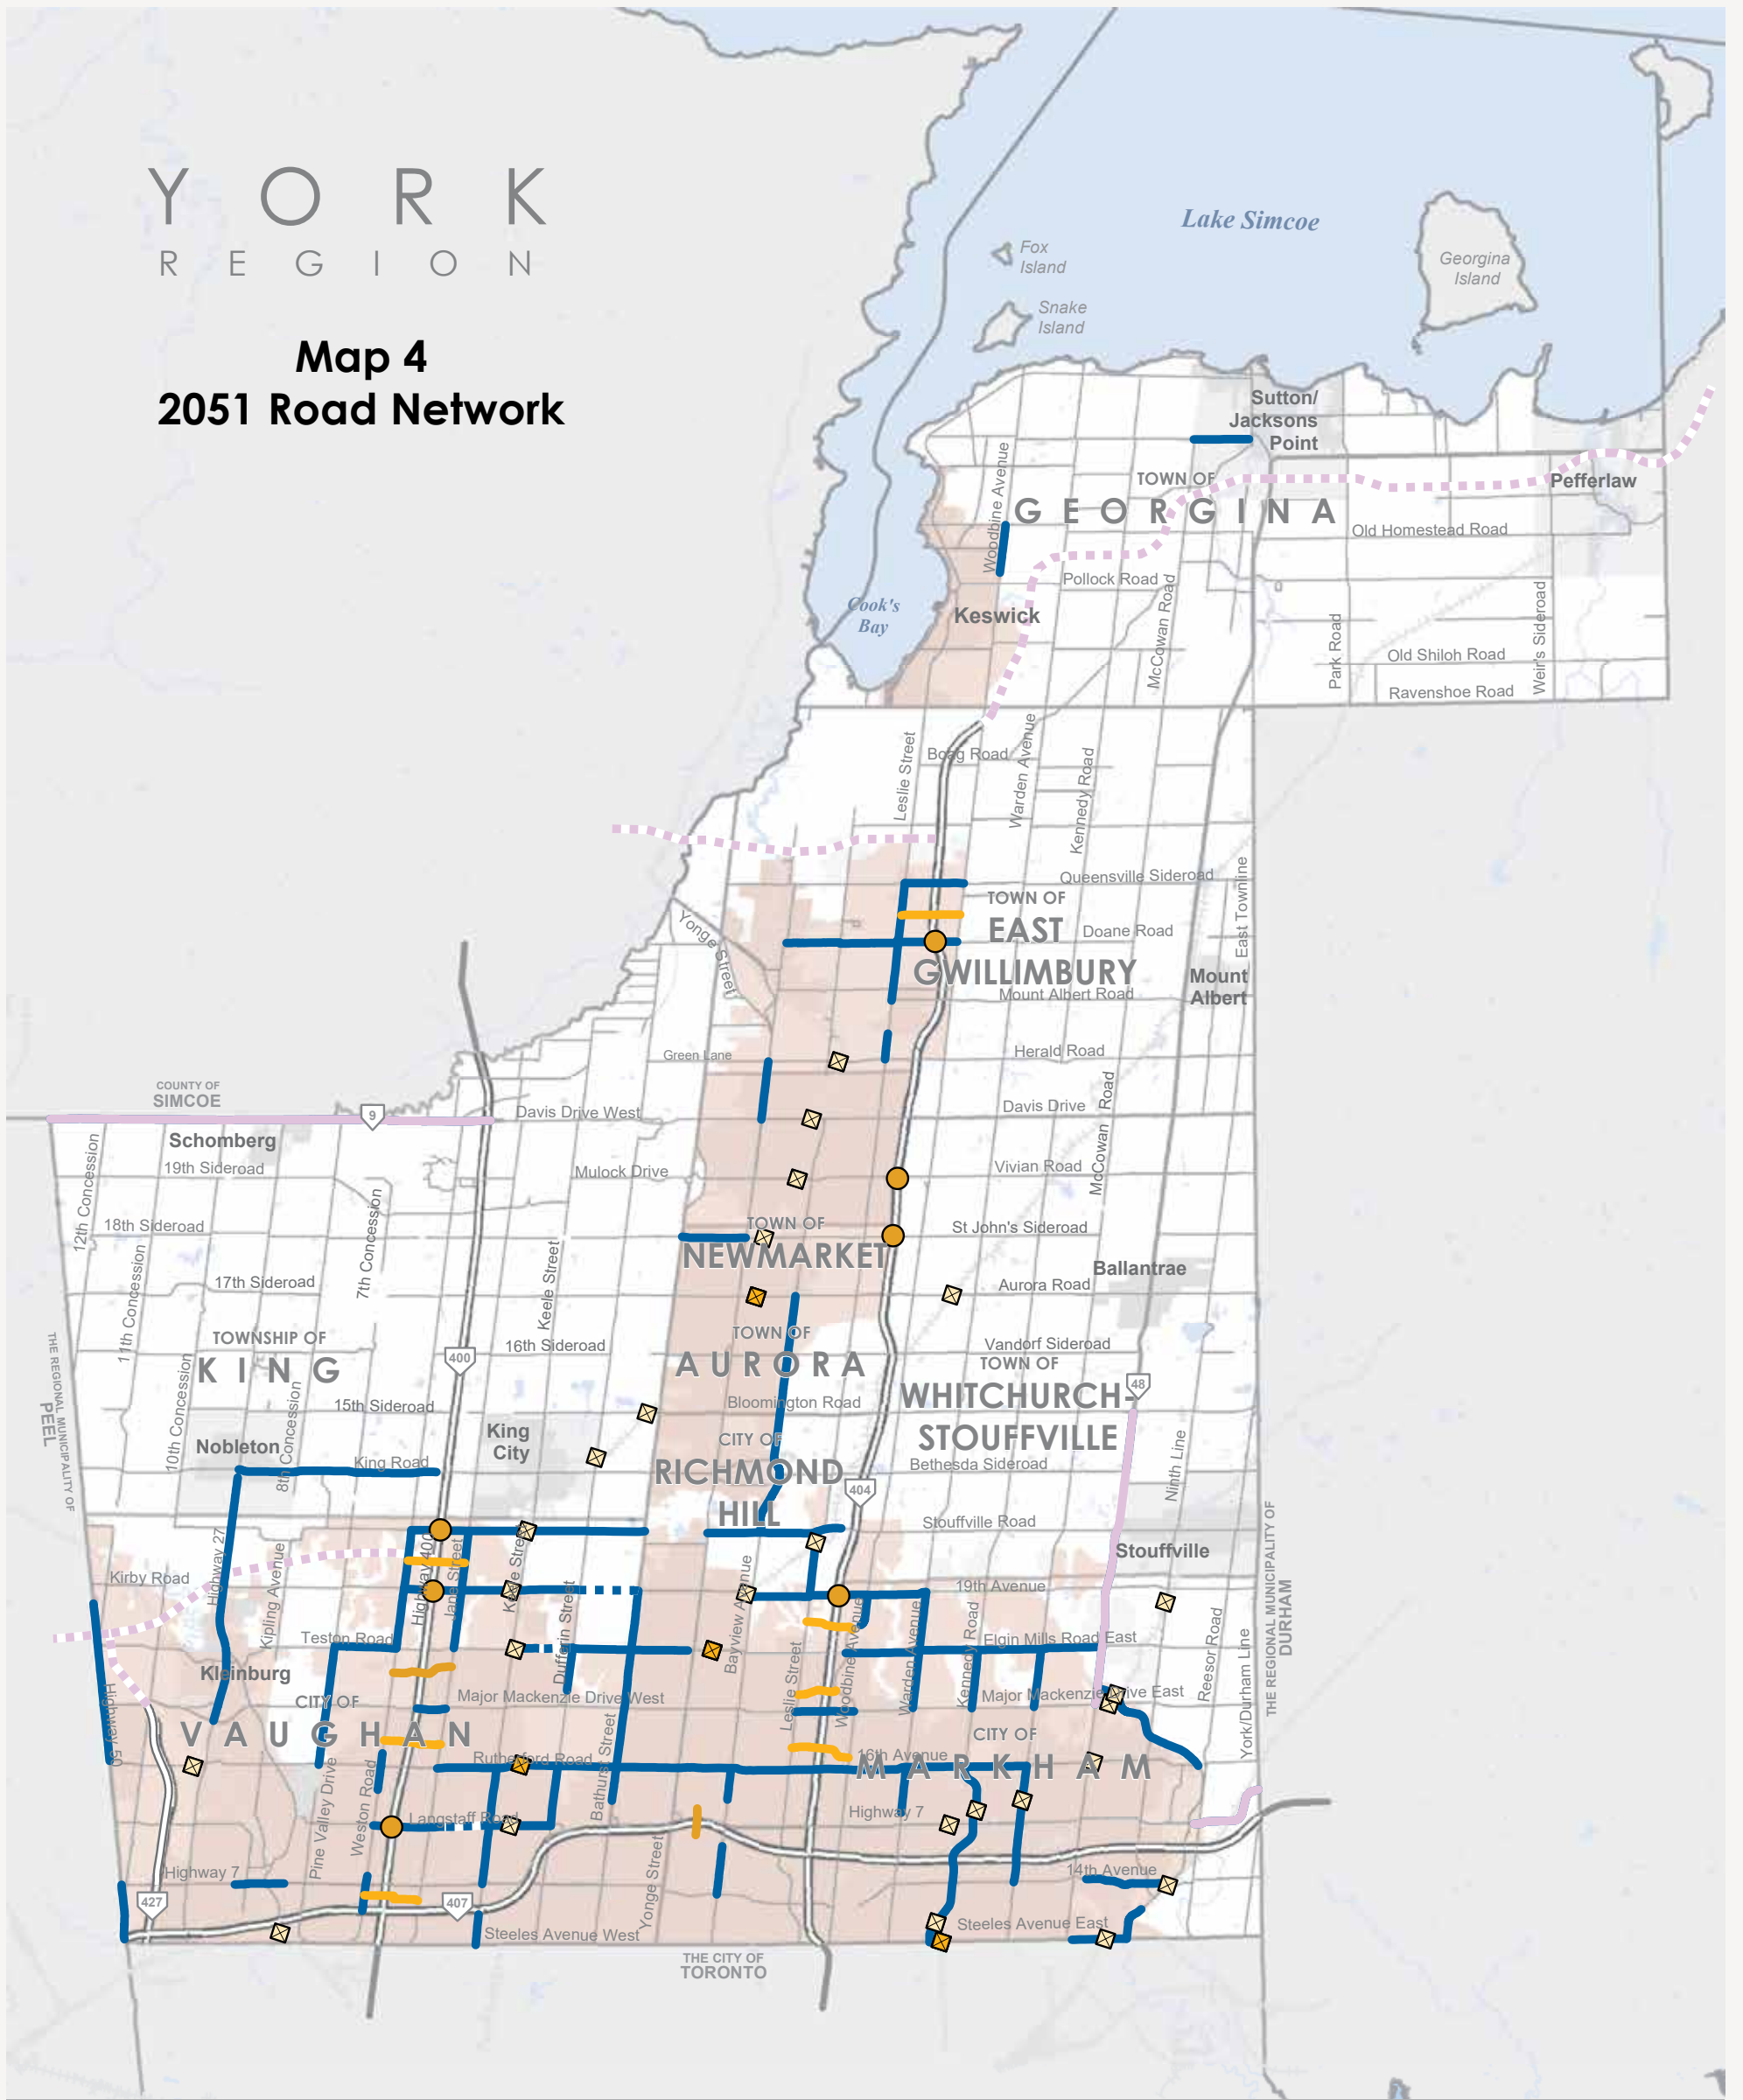 YORK
REGION
Map 4
2051 Road Network
Lake Simcoe
Fox
Island
Georgina
Island
Snake
Island
Sutton/
Jacksons
Point
TOWN OF
GEORGINA
Pefferlaw
Woodbine Avenue
Old Homestead Road
Pollock Road
Cook's
Bay
Keswick
McCowan Road
Park Road
Weir's Sideroad
Old Shiloh Road
Ravenshoe Road
Leslie Street
Boag Road
Warden Avenue
Kennedy Road
Queensville Sideroad
East Townline
TOWN OF
EAST
GWILLIMBURY
Yonge Street
Doane Road
Mount
Albert
Mount Albert Road
Green Lane
Herald Road
COUNTY OF
SIMCOE
9
Davis Drive West
Davis Drive
McCowan Road
Schomberg
19th Sideroad
Mulock Drive
Vivian Road
12th Concession
18th Sideroad
7th Concession
TOWN OF
NEWMARKET
St John's Sideroad
11th Concession
17th Sideroad
Keele Street
Aurora Road
Ballantrae
THE REGIONAL MUNICIPALITY OF
PEEL
TOWNSHIP OF
KING
16th Sideroad
400
TOWN OF
AURORA
Vandorf Sideroad
TOWN OF
WHITCHURCH-
STOUFFVILLE
48
10th Concession
8th Concession
15th Sideroad
Bloomington Road
Nobleton
King
City
CITY OF
RICHMOND
HILL
King Road
Bethesda Sideroad
404
Ninth Line
Stouffville Road
Stouffville
THE REGIONAL MUNICIPALITY OF
DURHAM
Highway 27
Kipling Avenue
Highway 400
Jane Street
Keele Street
Kirby Road
Dufferin Street
Bayview Avenue
19th Avenue
Teston Road
Elgin Mills Road East
Leslie Street
Woodbine Avenue
Warden Avenue
Kennedy Road
Reesor Road
York/Durham Line
Kleinburg
Highway 50
CITY OF
VAUGHAN
Major Mackenzie Drive West
Major Mackenzie Drive East
CITY OF
MARKHAM
Rutherford Road
16th Avenue
Pine Valley Drive
Weston Road
Bathurst Street
Langstaff Road
Highway 7
Yonge Street
Highway 7
14th Avenue
427
407
Steeles Avenue West
Steeles Avenue East
THE CITY OF
TORONTO